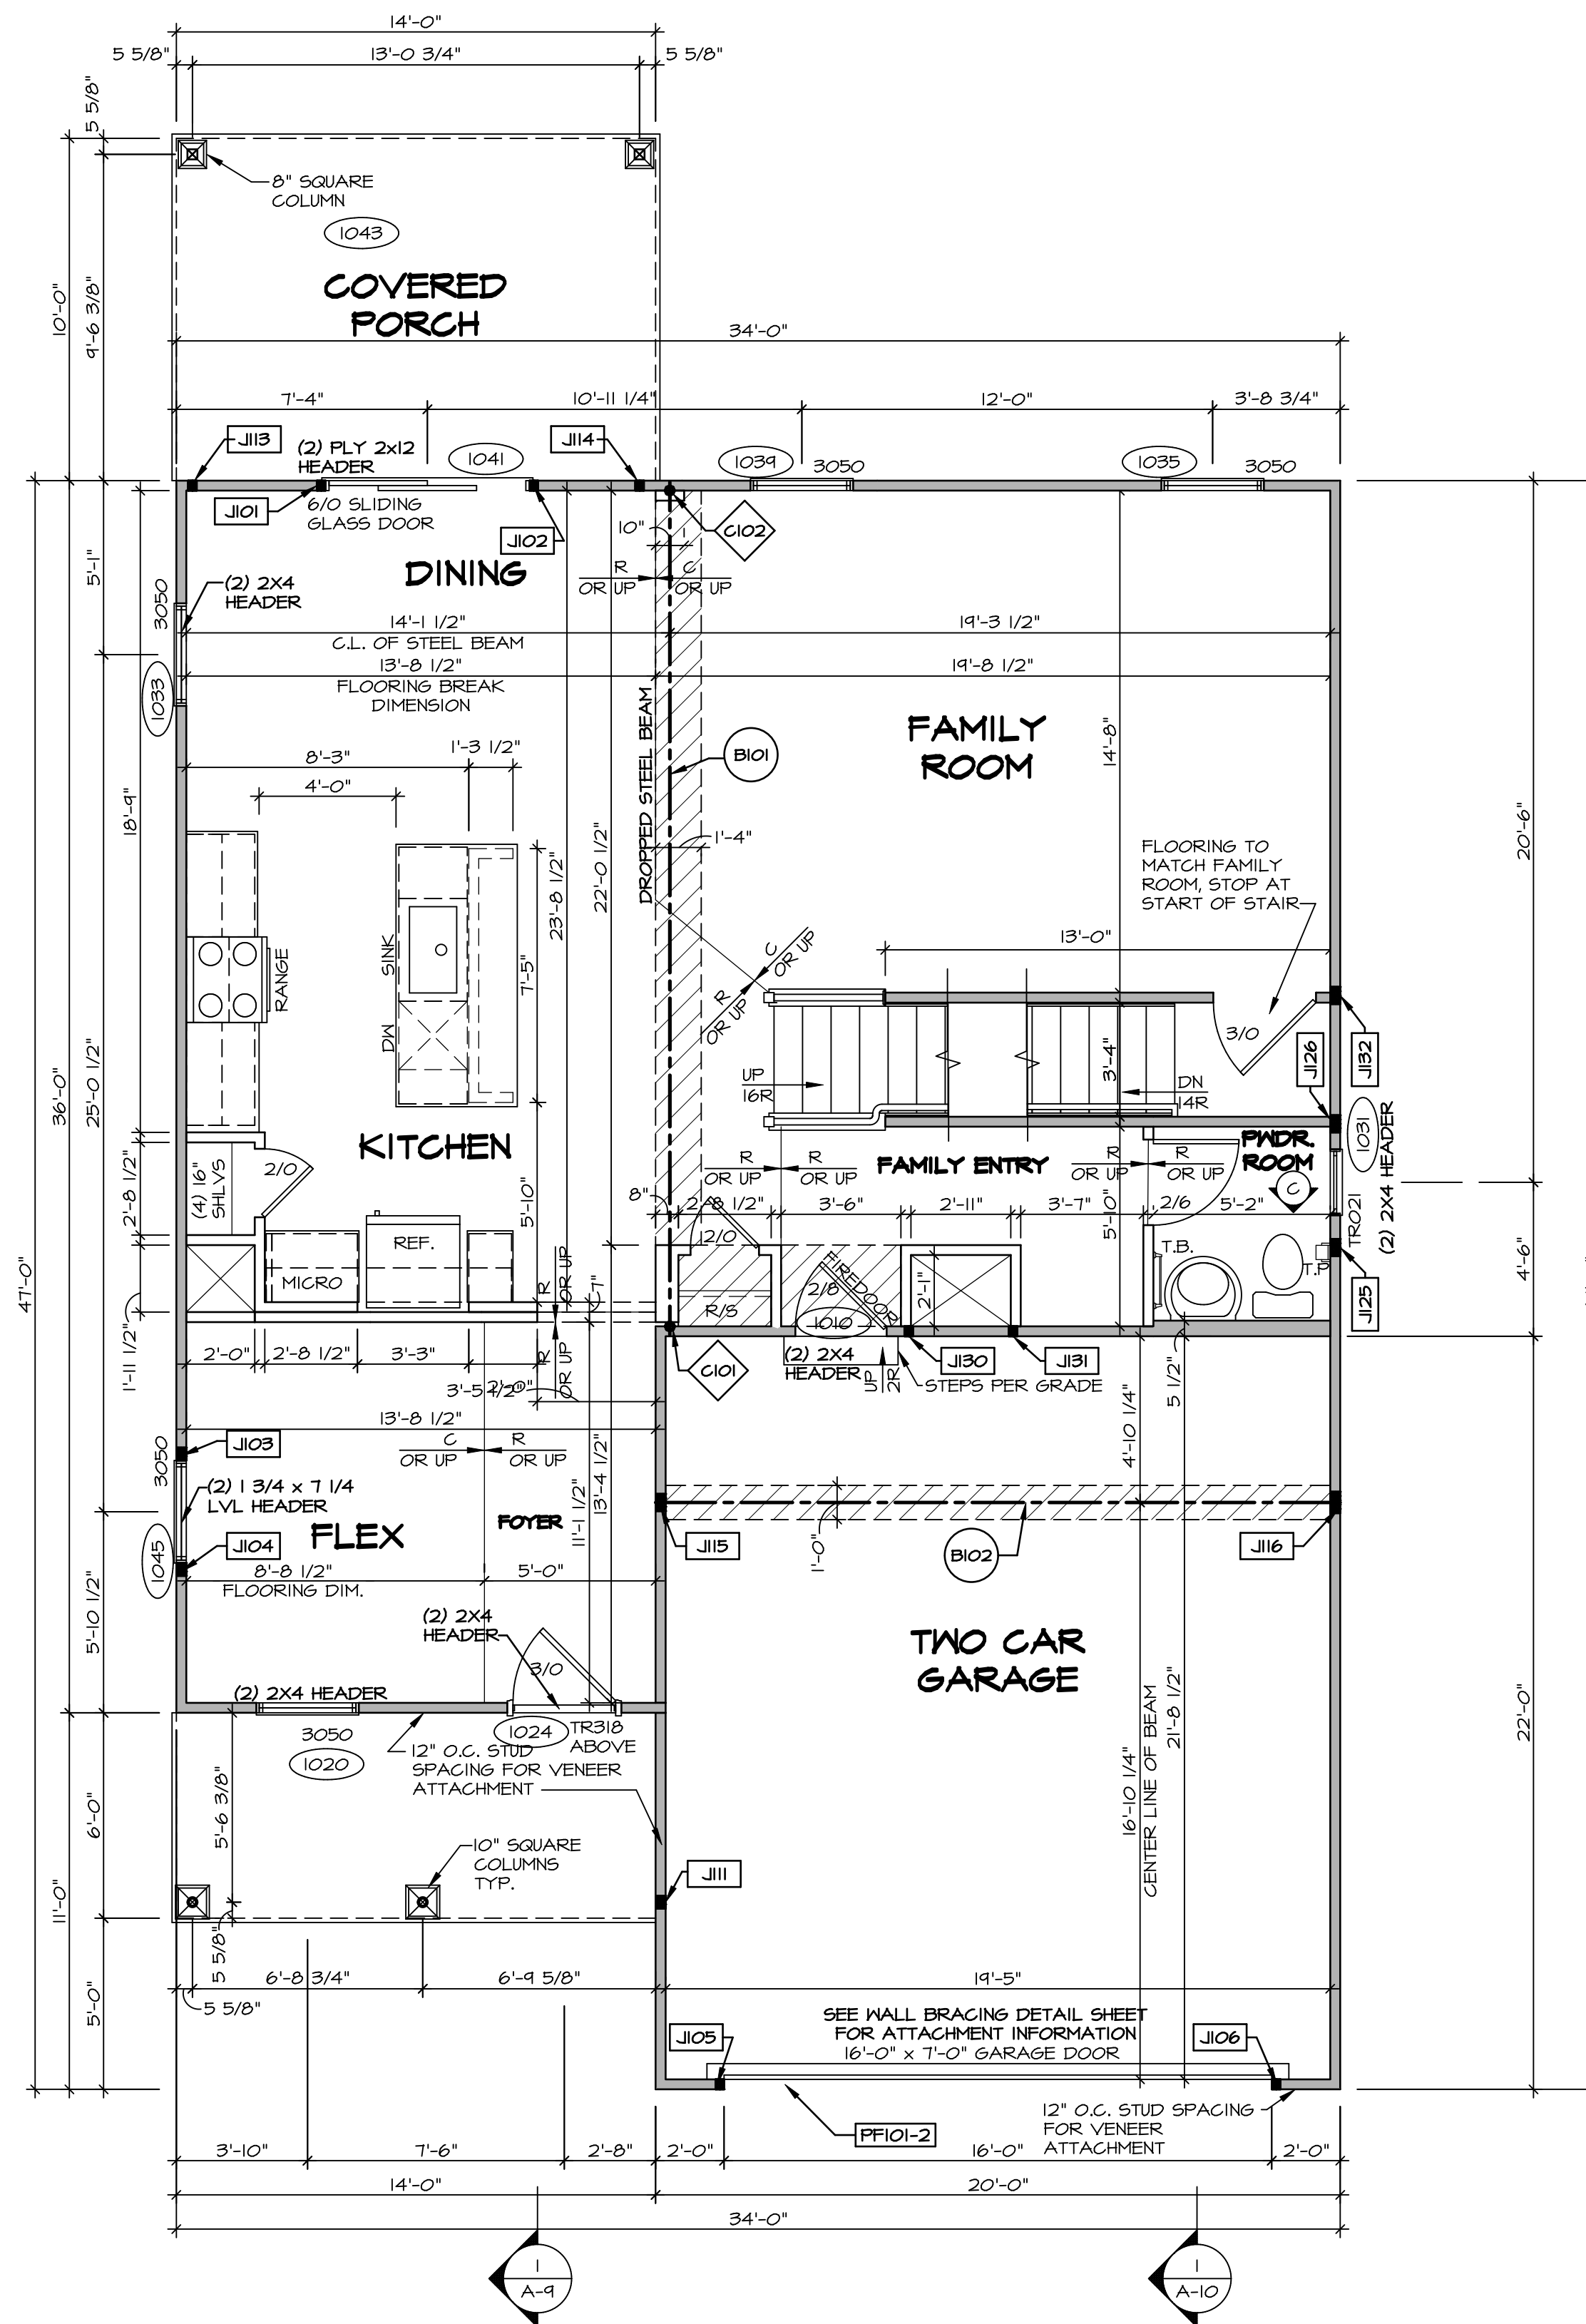 14'-0"
5 5/8"
13'-0 3/4"
5 5/8"
5 5/8"
8" SQUARE
COLUMN
1043
COVERED
PORCH
10'-0"
9'-6 3/8"
34'-0"
7'-4"
10'-11 1/4"
12'-0"
3'-8 3/4"
J113
(2) PLY 2x12
HEADER
1041
J114
1039
3050
1035
3050
J101
6/0 SLIDING
GLASS DOOR
J102
10"
1'
C102
DINING
R
OR UP
C
OR UP
5'-1"
3050
(2) 2X4
HEADER
14'-1 1/2"
C.L. OF STEEL BEAM
19'-3 1/2"
13'-8 1/2"
FLOORING BREAK
DIMENSION
19'-8 1/2"
1033
DROPPED STEEL BEAM
B101
FAMILY
ROOM
14'-8"
8'-3"
1'-3 1/2"
4'-0"
18'-9"
23'-8 1/2"
22'-0 1/2"
1'-4"
20'-6"
FLOORING TO
MATCH FAMILY
ROOM, STOP AT
START OF STAIR
RANGE
SINK
DW
7'-5"
C
OR UP
R
OR UP
13'-0"
3/0
J126
J132
36'-0"
25'-0 1/2"
UP
16R
3'-4"
DN
14R
1031
(2) 2X4 HEADER
KITCHEN
2/0
(4) 16"
SHLVS
2'-8 1/2"
5'-10"
R
OR UP
R
OR UP
FAMILY ENTRY
R
OR UP
R
OR UP
PWDR.
ROOM
C
8"
2'-8 1/2"
3'-6"
2'-11"
3'-7"
5'-10"
2/6
5'-2"
TR021
47'-0"
REF.
MICRO
R
OR UP
7"
2/0
R/S
2/8
FIREDOOR
1010
2'-1"
T.B.
T.P
J125
4'-6"
1'-11 1/2"
2'-0"
2'-8 1/2"
3'-3"
R
OR UP
C101
(2) 2X4
HEADER
UP
2R
J130
J131
STEPS PER GRADE
5 1/2"
3'-5 1/2"
13'-8 1/2"
C
OR UP
R
OR UP
4'-10 1/4"
3050
J103
(2) 1 3/4 x 7 1/4
LVL HEADER
FLEX
FOYER
11'-1 1/2"
13'-4 1/2"
J104
1045
8'-8 1/2"
FLOORING DIM.
5'-0"
J115
1'-0"
B102
J116
5'-10 1/2"
(2) 2X4
HEADER
3/0
TWO CAR
GARAGE
(2) 2X4 HEADER
3050
1020
1024
TR318
ABOVE
12" O.C. STUD
SPACING FOR VENEER
ATTACHMENT
16'-10 1/4"
CENTER LINE OF BEAM
21'-8 1/2"
22'-0"
6'-0"
5'-6 3/8"
10" SQUARE
COLUMNS
TYP.
J111
11'-0"
5 5/8"
6'-8 3/4"
6'-9 5/8"
5 5/8"
19'-5"
5'-0"
SEE WALL BRACING DETAIL SHEET
FOR ATTACHMENT INFORMATION
16'-0" x 7'-0" GARAGE DOOR
J105
J106
PF101-2
12" O.C. STUD SPACING
FOR VENEER
ATTACHMENT
3'-10"
7'-6"
2'-8"
2'-0"
16'-0"
2'-0"
14'-0"
20'-0"
34'-0"
1
A-9
1
A-10